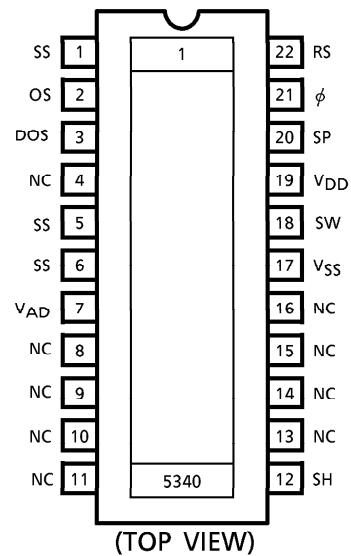 SS 1 1 22 RS
OS 2 21 ϕ
DOS 3 20 SP
NC 4 19 VDD
SS 5 18 SW
SS 6 17 VSS
VAD 7 16 NC
NC 8 15 NC
NC 9 14 NC
NC 10 13 NC
NC 11 5340 12 SH
(TOP VIEW)